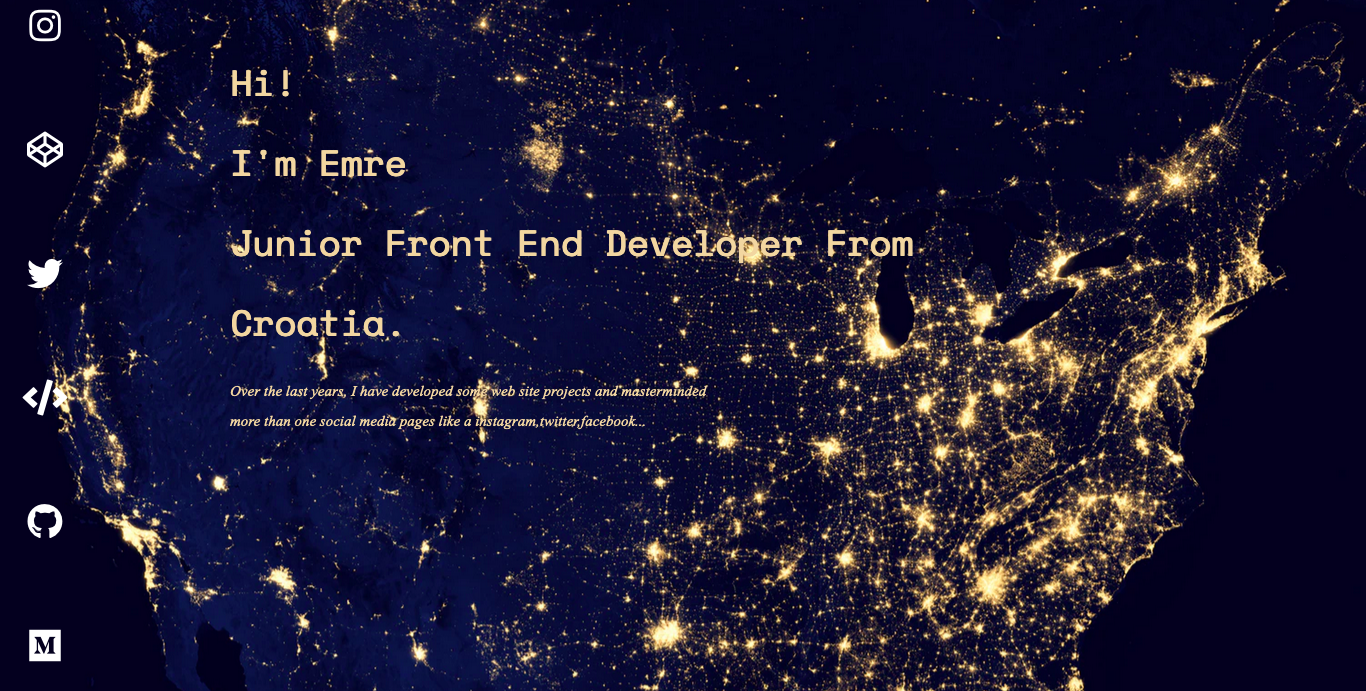 Hi!
I'm Emre
Junior Front End Developer From
Croatia.
Over the last years, I have developed some web site projects and masterminded
more than one social media pages like a instagram,twitter,facebook...
M